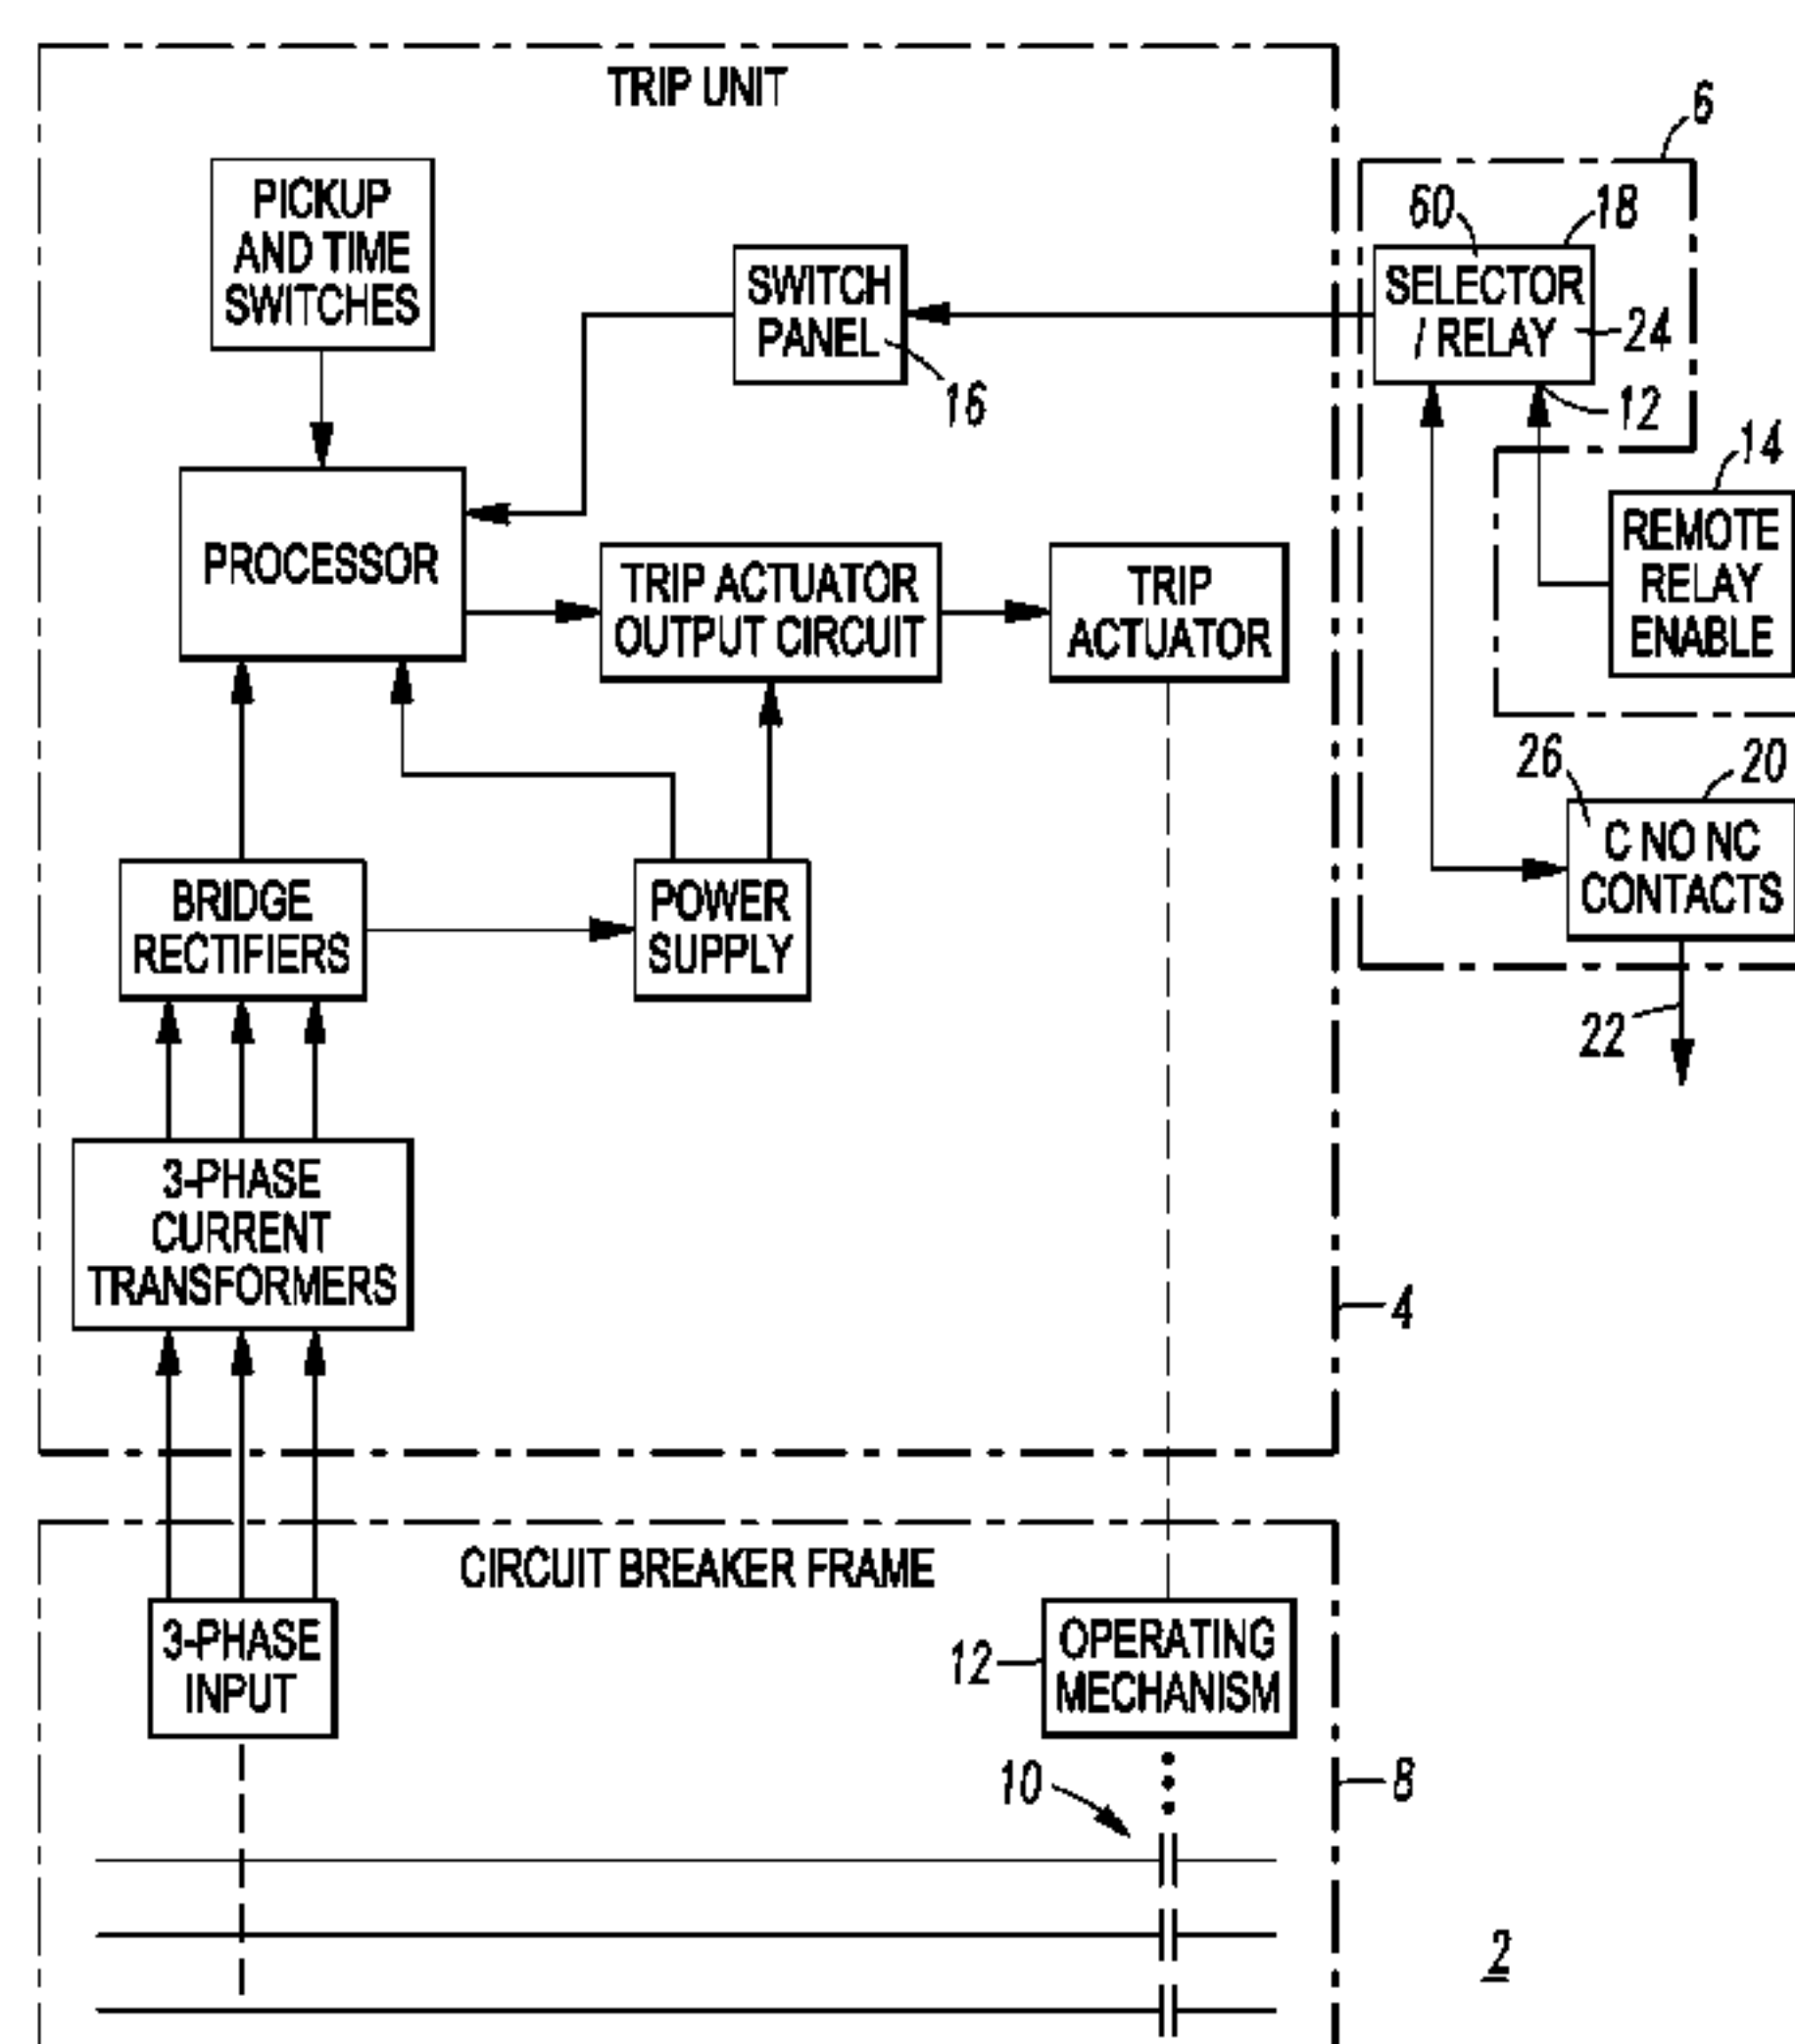 TRIP UNIT
6
PICKUP
AND TIME
SWITCHES
60
18
SWITCH
PANEL
16
SELECTOR
/ RELAY
24
12
14
PROCESSOR
TRIP ACTUATOR
OUTPUT CIRCUIT
TRIP
ACTUATOR
REMOTE
RELAY
ENABLE
26
20
BRIDGE
RECTIFIERS
POWER
SUPPLY
C NO NC
CONTACTS
22
3-PHASE
CURRENT
TRANSFORMERS
4
CIRCUIT BREAKER FRAME
3-PHASE
INPUT
12
OPERATING
MECHANISM
10
8
2